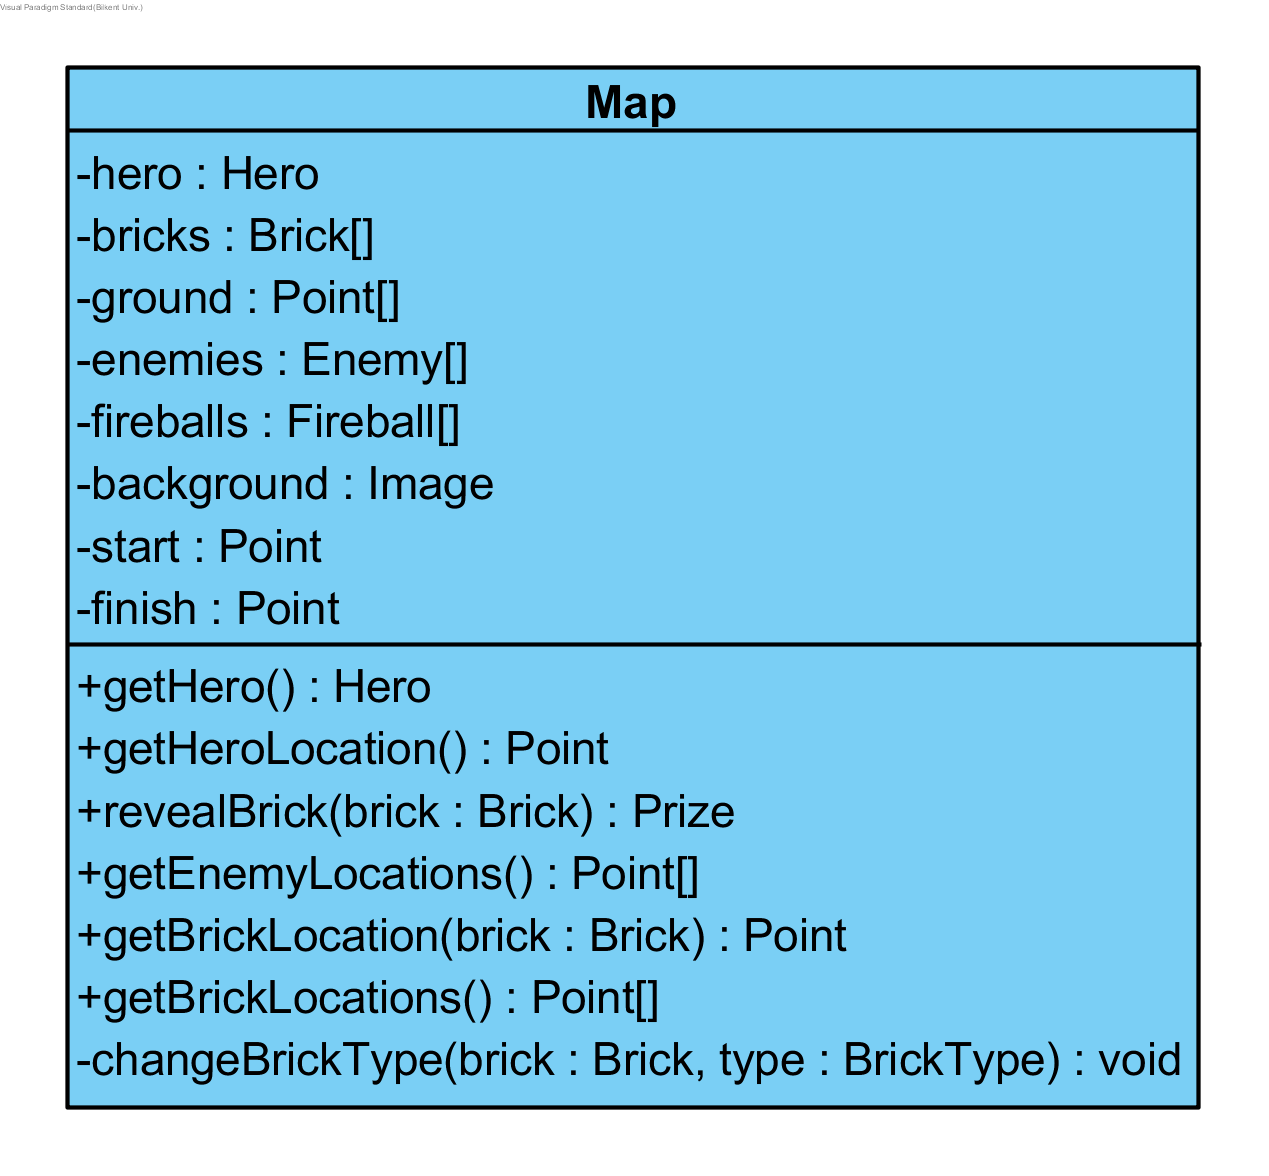 Visual Paradigm Standard(Bilkent Univ.)
Map
-hero : Hero
-bricks : Brick[]
-ground : Point[]
-enemies : Enemy[]
-fireballs : Fireball[]
-background : Image
-start : Point
-finish : Point
+getHero() : Hero
+getHeroLocation() : Point
+revealBrick(brick : Brick) : Prize
+getEnemyLocations() : Point[]
+getBrickLocation(brick : Brick) : Point
+getBrickLocations() : Point[]
-changeBrickType(brick : Brick, type : BrickType) : void